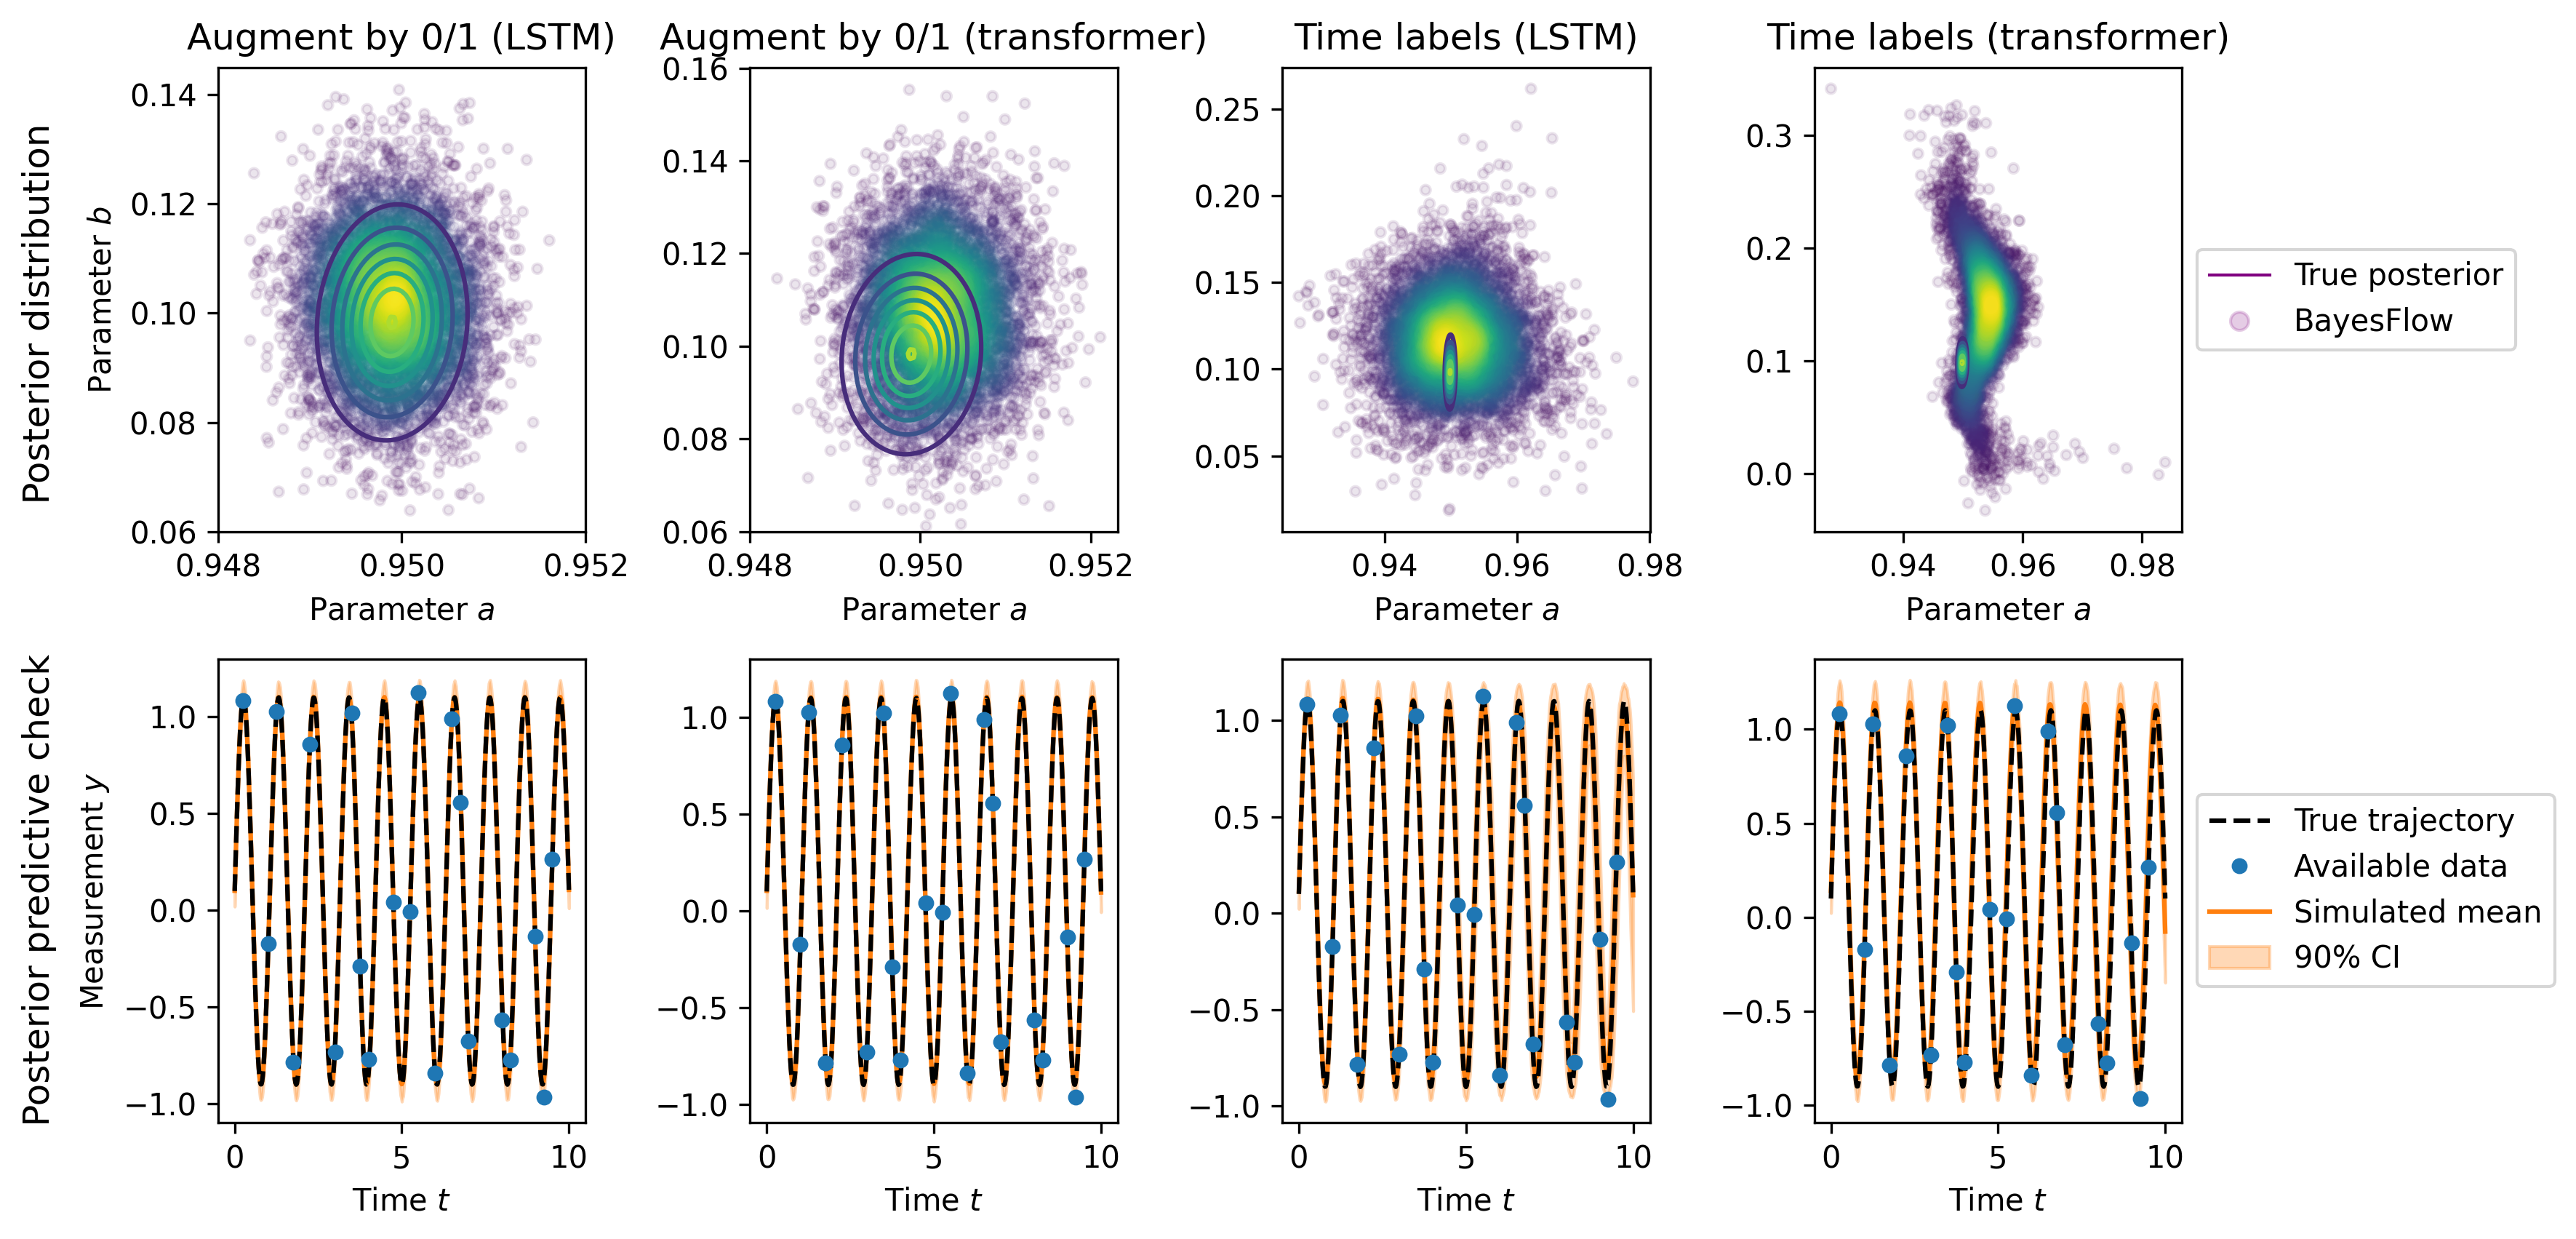 Augment by 0/1 (LSTM)
Augment by 0/1 (transformer)
Time labels (LSTM)
Time labels (transformer)
Posterior distribution
Parameter b
0.14
0.12
0.10
0.08
0.06
0.948
0.950
0.952
Parameter a
0.16
0.14
0.12
0.10
0.08
0.06
0.948
0.950
0.952
Parameter a
0.25
0.20
0.15
0.10
0.05
0.94
0.96
0.98
Parameter a
0.3
0.2
0.1
0.0
0.94
0.96
0.98
Parameter a
True posterior
BayesFlow
Posterior predictive check
Measurement y
1.0
0.5
0.0
−0.5
−1.0
0
5
10
Time t
1.0
0.5
0.0
−0.5
−1.0
0
5
10
Time t
1.0
0.5
0.0
−0.5
−1.0
0
5
10
Time t
1.0
0.5
0.0
−0.5
−1.0
0
5
10
Time t
True trajectory
Available data
Simulated mean
90% CI